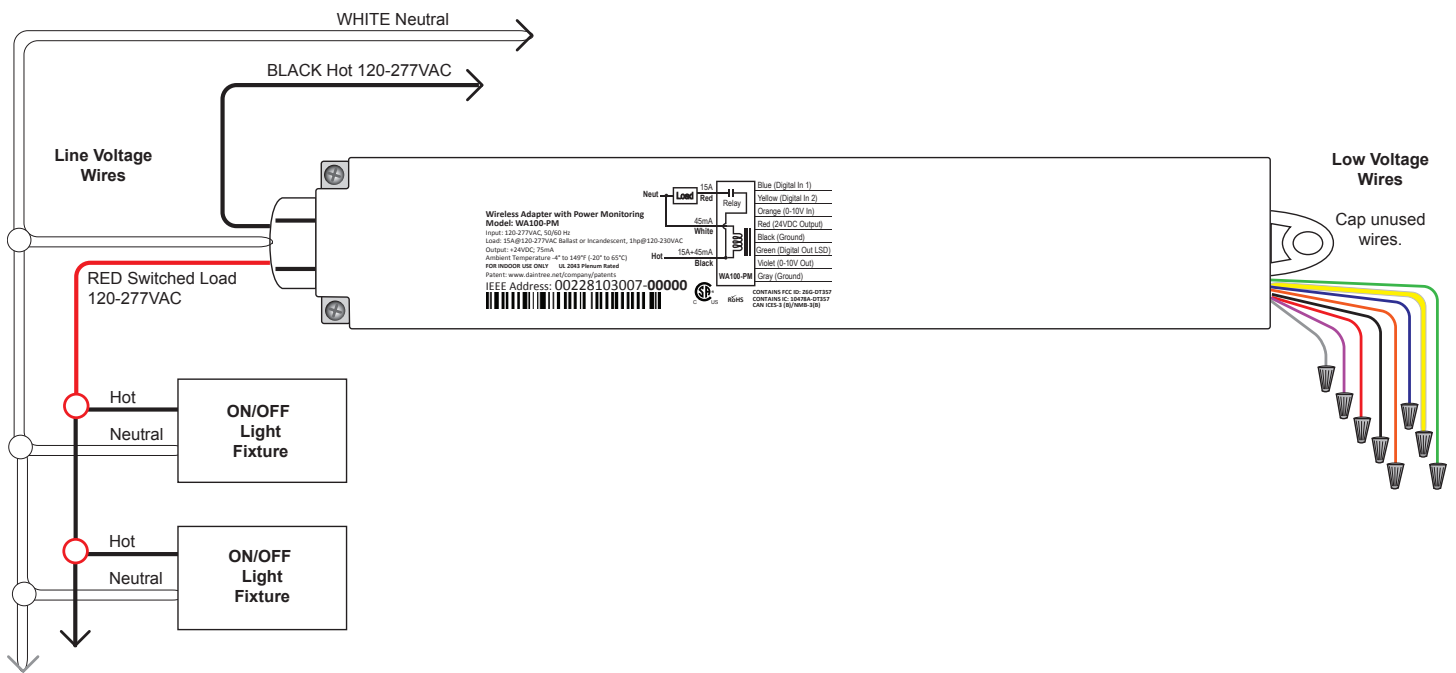 WHITE Neutral
BLACK Hot 120-277VAC
Line Voltage
Wires
RED Switched Load
120-277VAC
Hot
Neutral
ON/OFF
Light
Fixture
Hot
Neutral
ON/OFF
Light
Fixture
Wireless Adapter with Power Monitoring
Model: WA100-PM
Input: 120-277VAC, 50/60 Hz
Load: 15A@120-277VAC Ballast or Incandescent, 1hp@120-230VAC
Output: +24VDC; 75mA
Ambient Temperature -4° to 149°F (-20° to 65°C)
FOR INDOOR USE ONLY UL 2043 Plenum Rated
Patent: www.daintree.net/company/patents
IEEE Address: 00228103007-00000
Neut
Load
15A
Red
Relay
45mA
White
Hot
15A+45mA
Black
WA100-PM
Blue (Digital In 1)
Yellow (Digital In 2)
Orange (0-10V In)
Red (24VDC Output)
Black (Ground)
Green (Digital Out LSD)
Violet (0-10V Out)
Gray (Ground)
C US
RoHS
CONTAINS FCC ID: Z6G-DT357
CONTAINS IC: 10478A-DT357
CAN ICES-3 (B)/NMB-3(B)
Low Voltage
Wires
Cap unused
wires.